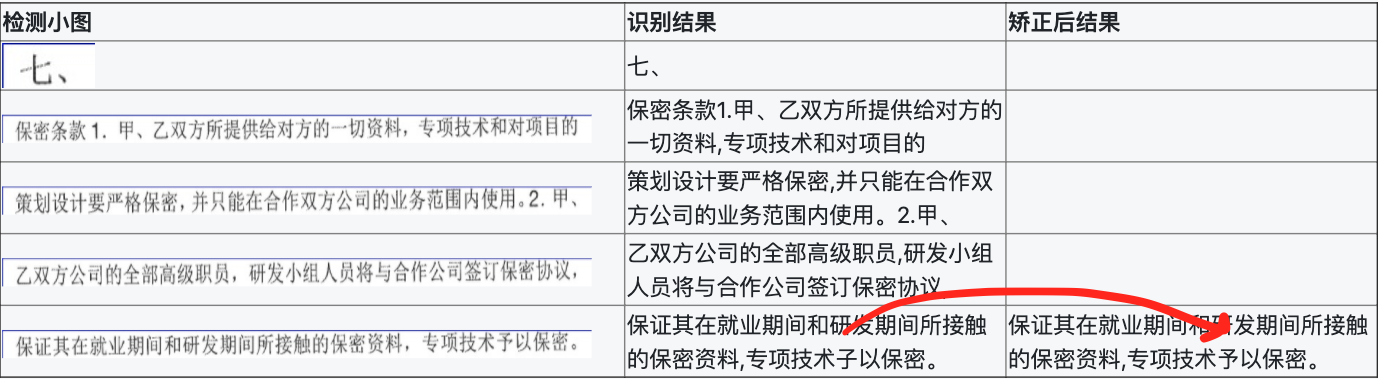 检测小图
识别结果
矫正后结果
七、
七、
保密条款 1. 甲、乙双方所提供给对方的一切资料，专项技术和对项目的
保密条款1.甲、乙双方所提供给对方的
一切资料,专项技术和对项目的
策划设计要严格保密，并只能在合作双方公司的业务范围内使用。2. 甲、
策划设计要严格保密,并只能在合作双
方公司的业务范围内使用。2.甲、
乙双方公司的全部高级职员，研发小组人员将与合作公司签订保密协议，
乙双方公司的全部高级职员,研发小组
人员将与合作公司签订保密协议,
保证其在就业期间和研发期间所接触的保密资料，专项技术予以保密。
保证其在就业期间和研发期间所接触
的保密资料,专项技术子以保密。
保证其在就业期间和研发期间所接触
的保密资料,专项技术予以保密。